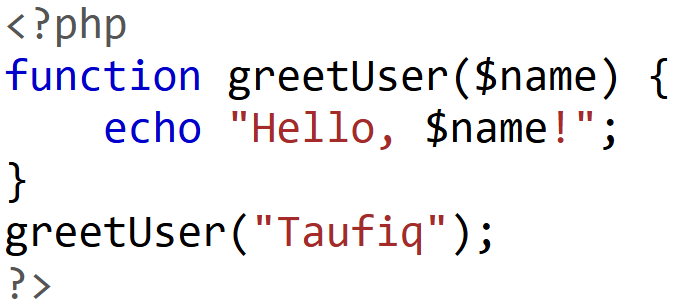 <?php
function greetUser($name) {
    echo "Hello, $name!";
}
greetUser("Taufiq");
?>